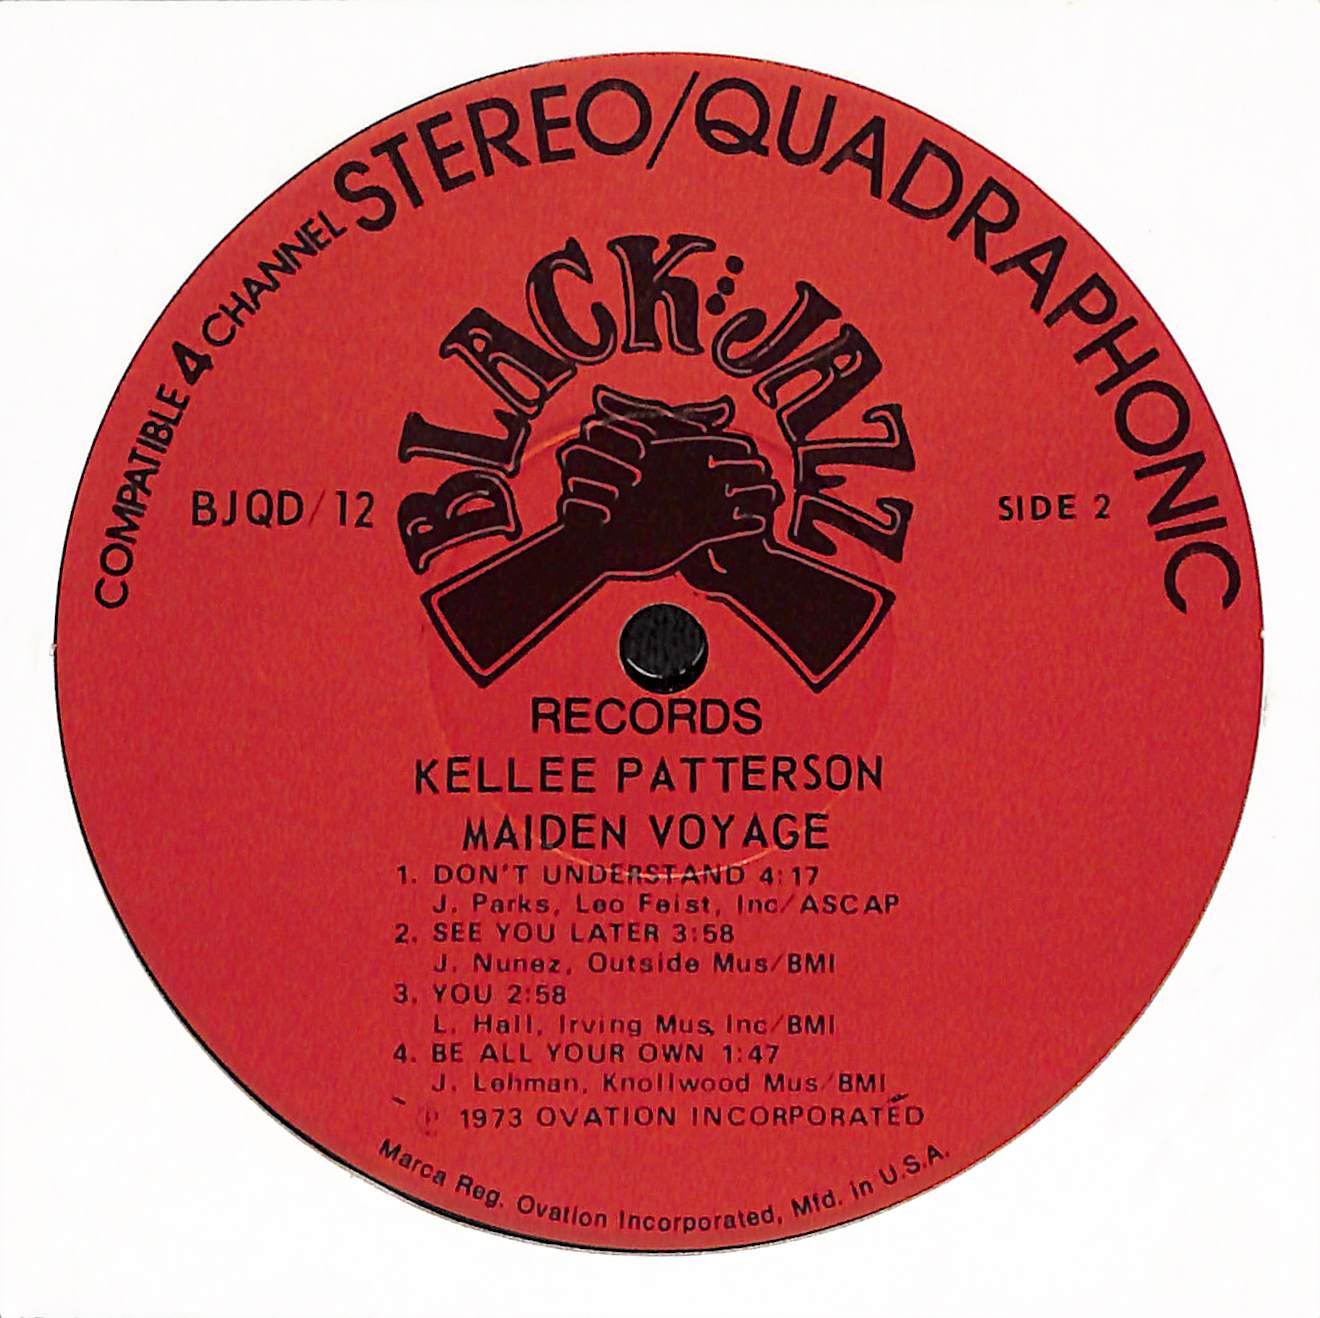 COMPATIBLE 4 CHANNEL STEREO/QUADRAPHONIC
BLACK JAZZ
BJQD/12
SIDE 2
RECORDS
KELLEE PATTERSON
MAIDEN VOYAGE
1. DON'T UNDERSTAND 4:17
J. Parks, Leo Feist, Inc/ASCAP
2. SEE YOU LATER 3:58
J. Nunez, Outside Mus/BMI
3. YOU 2:58
L. Hall, Irving Mus, Inc/BMI
4. BE ALL YOUR OWN 1:47
J. Lehman, Knollwood Mus/BMI
℗ 1973 OVATION INCORPORATED
Marca Reg. Ovation Incorporated, Mfd. in U.S.A.